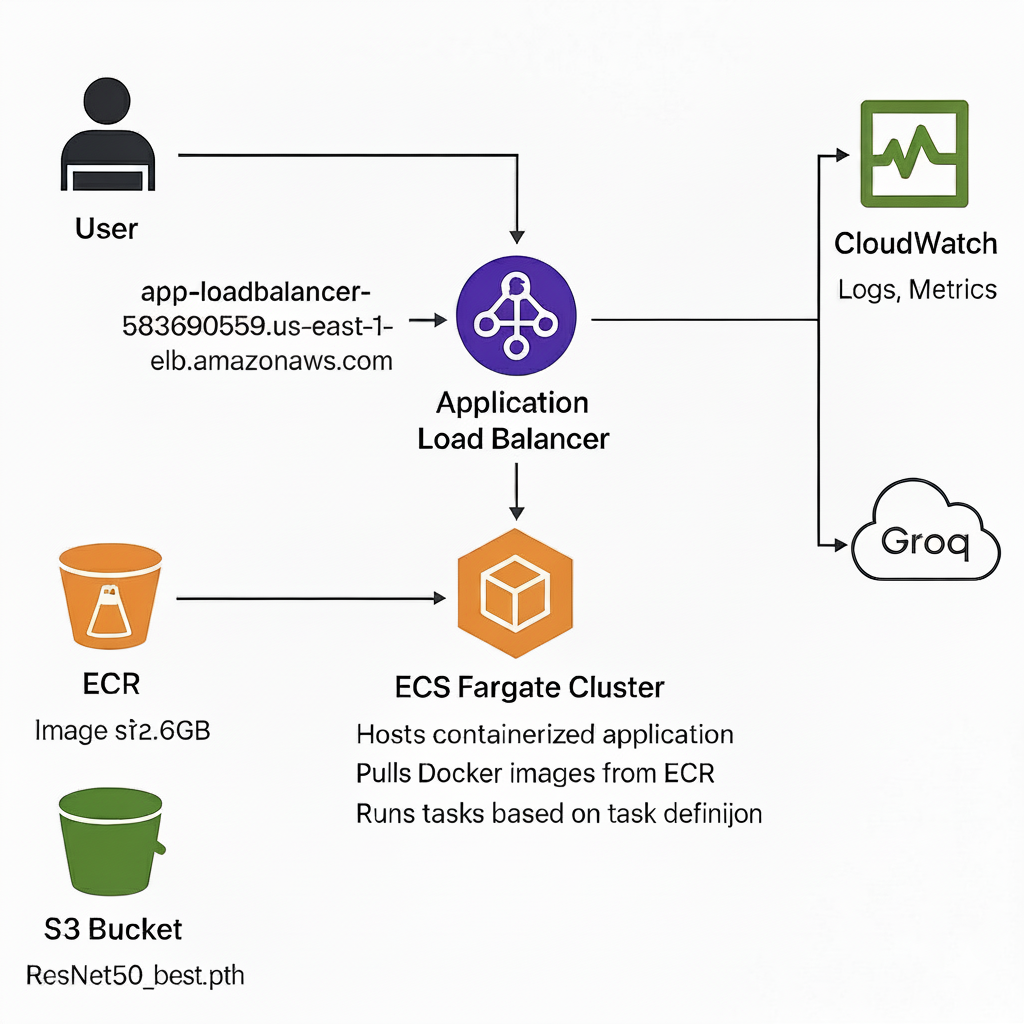 User
app-loadbalancer-
583690559.us-east-1-
elb.amazonaws.com
Application
Load Balancer
CloudWatch
Logs, Metrics
Groq
ECR
Image si2.6GB
ECS Fargate Cluster
Hosts containerized application
Pulls Docker images from ECR
Runs tasks based on task definijon
S3 Bucket
ResNet50_best.pth